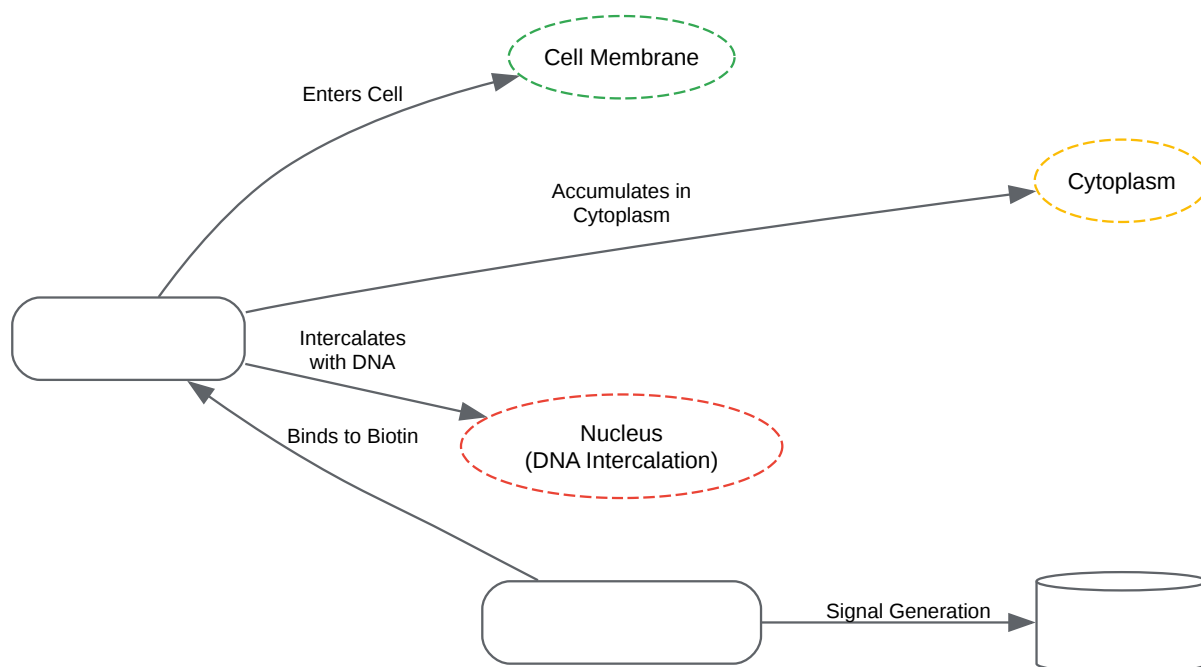 Cell Membrane
Enters Cell
Cytoplasm
Accumulates in
Cytoplasm
Intercalates
with DNA
Binds to Biotin
Nucleus
(DNA Intercalation)
Signal Generation